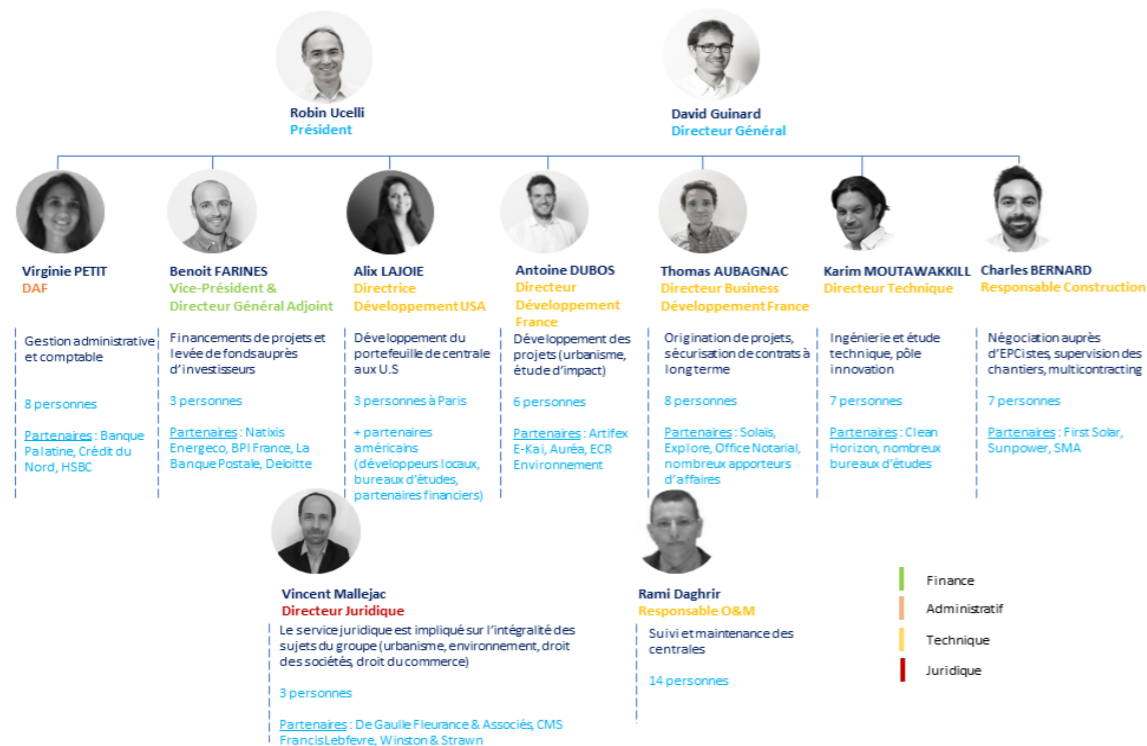 Robin Ucelli
Président
David Guinard
Directeur Général
Virginie PETIT
DAF
Gestion administrative
et comptable
8 personnes
Partenaires : Banque
Palatine, Crédit du
Nord, HSBC
Benoit FARINES
Vice-Président &
Directeur Général Adjoint
Financements de projets et
levée de fonds auprès
d'investisseurs
3 personnes
Partenaires : Natixis
Energeco, BPI France, La
Banque Postale, Deloitte
Alix LAJOIE
Directrice
Développement USA
Développement du
portefeuille de centrale
aux U.S
3 personnes à Paris
+ partenaires
américains
(développeurs locaux,
bureaux d'études,
partenaires financiers)
Antoine DUBOS
Directeur
Développement
France
Développement des
projets (urbanisme,
étude d'impact)
6 personnes
Partenaires : Artifex
E-Kai, Auréa, ECR
Environnement
Thomas AUBAGNAC
Directeur Business
Développement France
Origination de projets,
sécurisation de contrats à
long terme
8 personnes
Partenaires : Solaïs,
Explore, Office Notarial,
nombreux apporteurs
d'affaires
Karim MOUTAWAKKILL
Directeur Technique
Ingénierie et étude
technique, pôle
innovation
7 personnes
Partenaires : Clean
Horizon, nombreux
bureaux d'études
Charles BERNARD
Responsable Construction
Négociation auprès
d'EPCistes, supervision des
chantiers, multicontracting
7 personnes
Partenaires : First Solar,
Sunpower, SMA
Vincent Mallejac
Directeur Juridique
Le service juridique est impliqué sur l'intégralité des
sujets du groupe (urbanisme, environnement, droit
des sociétés, droit du commerce)
3 personnes
Partenaires : De Gaulle Fleurance & Associés, CMS
Francis Lebfevre, Winston & Strawn
Rami Daghrir
Responsable O&M
Suivi et maintenance des
centrales
14 personnes
Finance
Administratif
Technique
Juridique